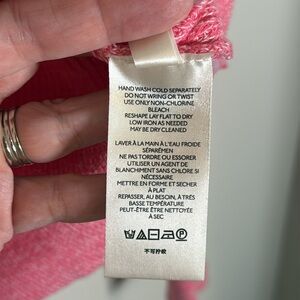 HAND WASH COLD SEPARATELY
DO NOT WRING OR TWIST
USE ONLY NON-CHLORINE
BLEACH
RESHAPE LAY FLAT TO DRY
LOW IRON AS NEEDED
MAY BE DRY CLEANED
LAVER À LA MAIN À L'EAU FROIDE
SÉPARÉMEN
NE PAS TORDRE OU ESSORER
UTILISER UN AGENT DE
BLANCHIMENT SANS CHLORE SI
NÉCESSAIRE
METTRE EN FORME ET SECHER
À PLAT
REPASSER, AU BESOIN, À TRÈS
BASSE TEMPÉRATURE
PEUT-ÊTRE ÊTRE NETTOYÉE
À SEC
不可拧绞